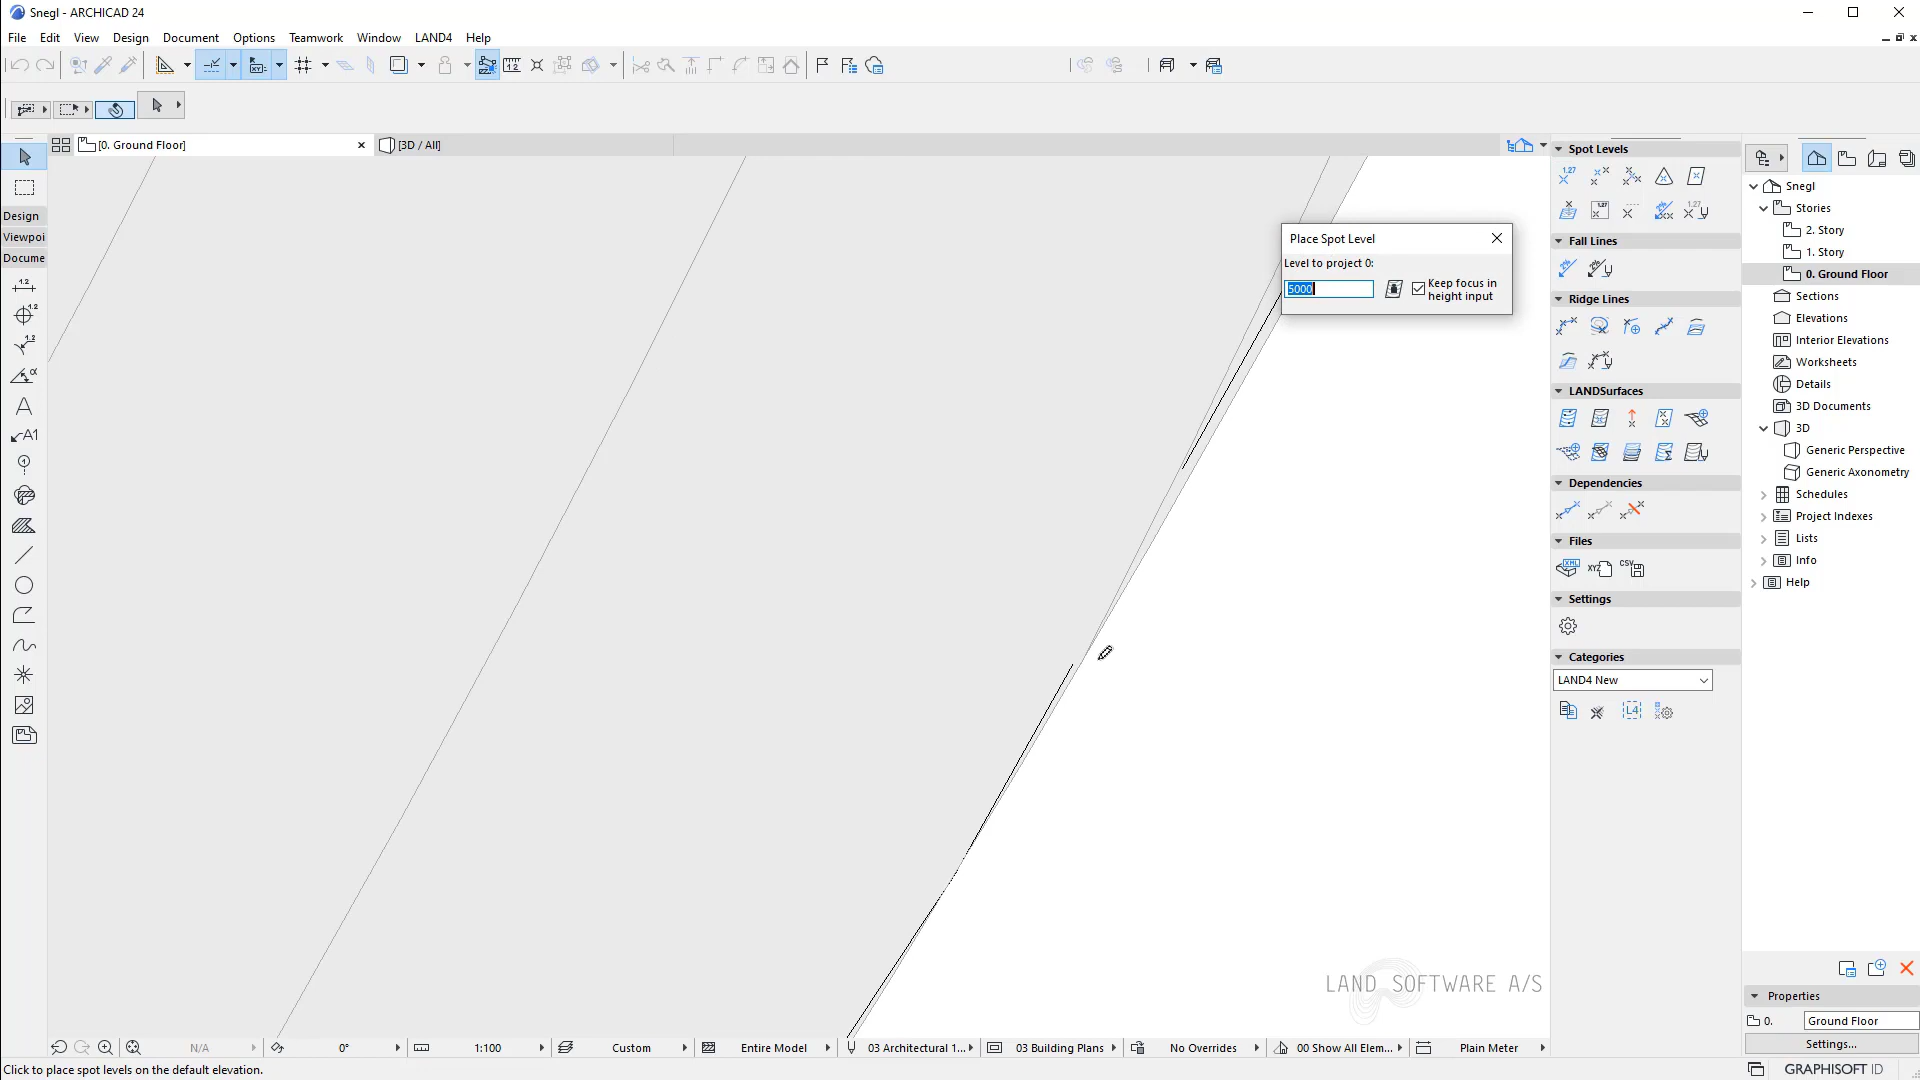 Snegl - ARCHICAD 24
File Edit View Design Document Options Teamwork Window LAND4 Help
[0. Ground Floor]
[3D / All]
Design
Viewpoi
Docume
Place Spot Level
Level to project 0:
5000
Keep focus in
height input
Spot Levels
Fall Lines
Ridge Lines
LANDSurfaces
Dependencies
Files
Settings
Categories
LAND4 New
Snegl
Stories
2. Story
1. Story
0. Ground Floor
Sections
Elevations
Interior Elevations
Worksheets
Details
3D Documents
3D
Generic Perspective
Generic Axonometry
Schedules
Project Indexes
Lists
Info
Help
Properties
0. Ground Floor
Settings...
LAND SOFTWARE A/S
N/A 0° 1:100 Custom Entire Model 03 Architectural 1... 03 Building Plans No Overrides 00 Show All Elem... Plain Meter
Click to place spot levels on the default elevation.
GRAPHISOFT ID